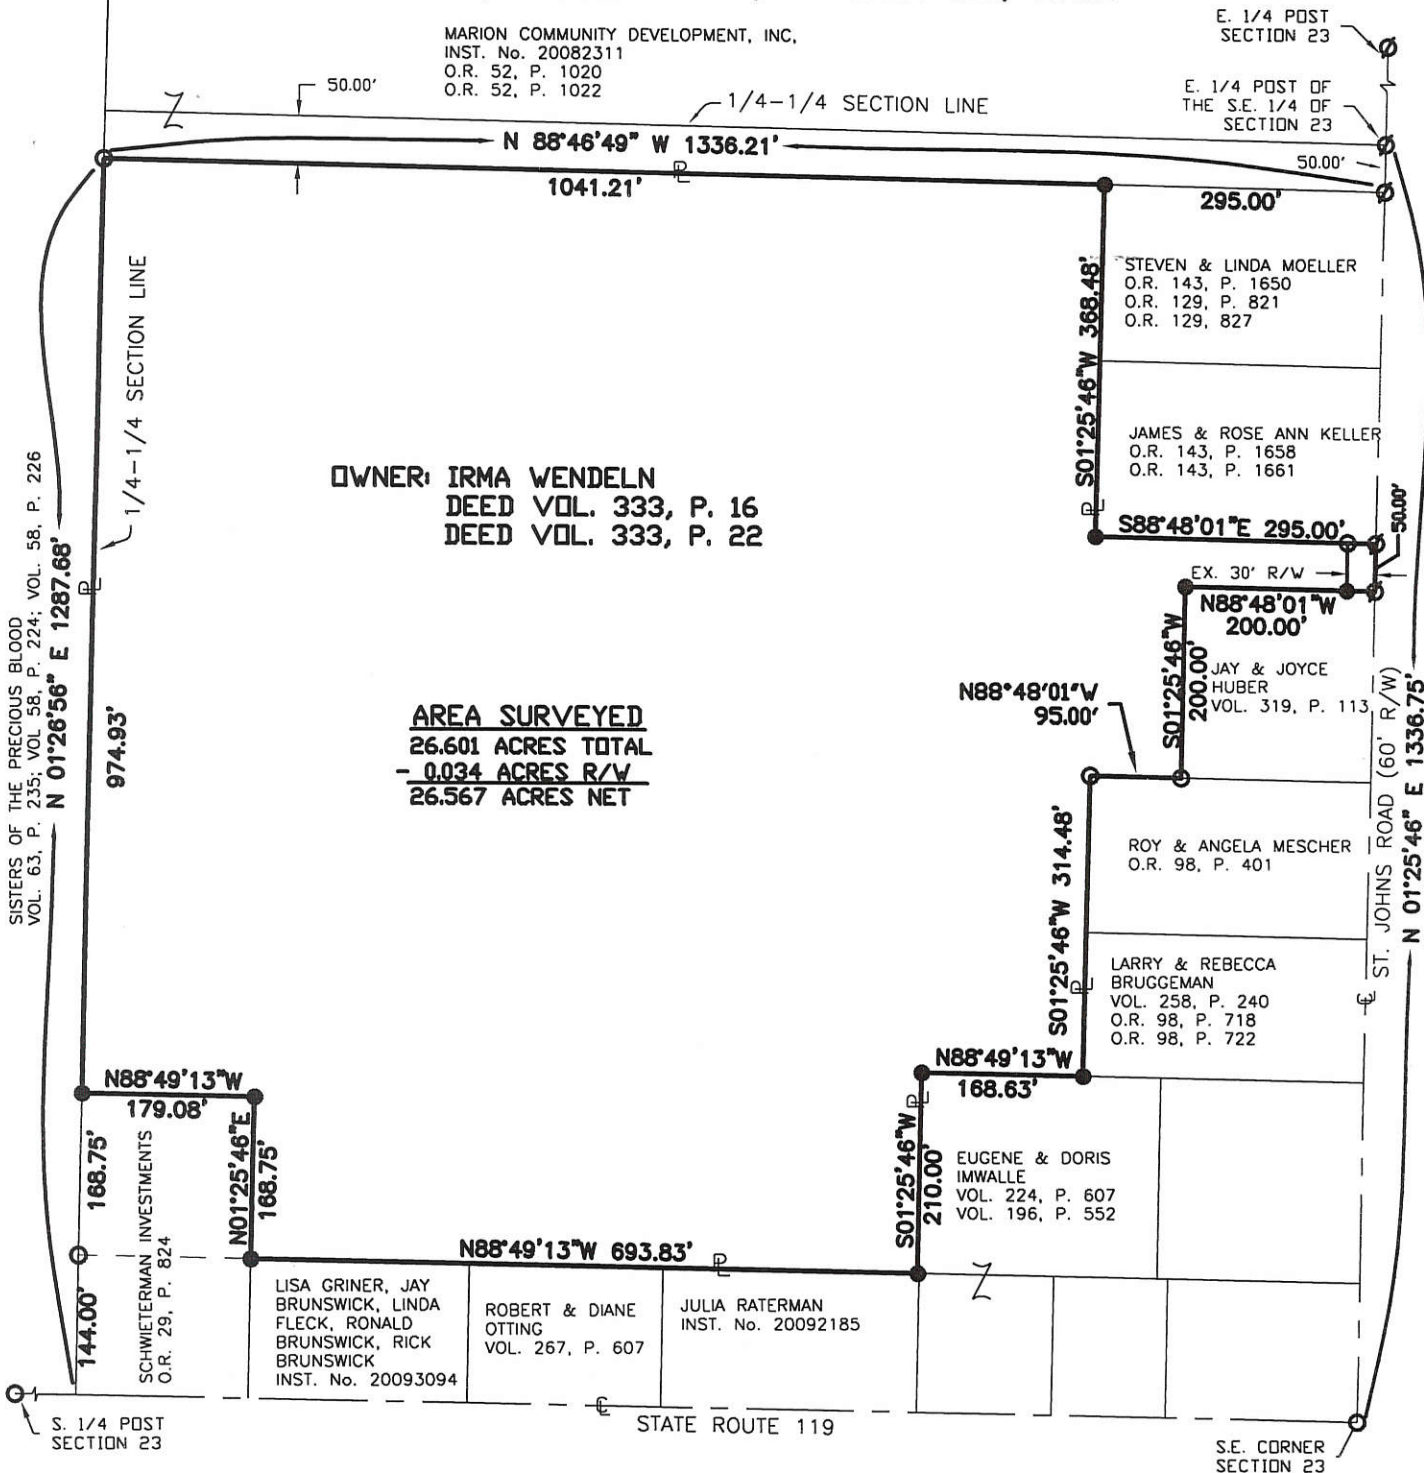 MARION COMMUNITY DEVELOPMENT, INC,
INST. No. 20082311
O.R. 52, P. 1020
O.R. 52, P. 1022
50.00'
1/4-1/4 SECTION LINE
E. 1/4 POST
SECTION 23
E. 1/4 POST OF
THE S.E. 1/4 OF
SECTION 23
50.00'
N 88°46'49" W 1336.21'
1041.21'
295.00'
STEVEN & LINDA MOELLER
O.R. 143, P. 1650
O.R. 129, P. 821
O.R. 129, 827
S01°25'46"W 368.48'
JAMES & ROSE ANN KELLER
O.R. 143, P. 1658
O.R. 143, P. 1661
1/4-1/4 SECTION LINE
OWNER: IRMA WENDELN
DEED VOL. 333, P. 16
DEED VOL. 333, P. 22
S88°48'01"E 295.00'
50.00'
EX. 30' R/W
N88°48'01"W
200.00'
SISTERS OF THE PRECIOUS BLOOD
VOL. 63, P. 235; VOL 58, P. 224; VOL. 58, P. 226
N 01°26'56" E 1287.68'
974.93'
S01°25'46"W
200.00'
JAY & JOYCE
HUBER
VOL. 319, P. 113
N88°48'01"W
95.00'
AREA SURVEYED
26.601 ACRES TOTAL
- 0.034 ACRES R/W
26.567 ACRES NET
ST. JOHNS ROAD (60' R/W)
N 01°25'46" E 1336.75'
ROY & ANGELA MESCHER
O.R. 98, P. 401
S01°25'46"W 314.48'
LARRY & REBECCA
BRUGGEMAN
VOL. 258, P. 240
O.R. 98, P. 718
O.R. 98, P. 722
N88°49'13"W
168.63'
N88°49'13"W
179.08'
168.75'
N01°25'46"E
168.75'
SCHWIETERMAN INVESTMENTS
O.R. 29, P. 824
S01°25'46"W
210.00'
EUGENE & DORIS
IMWALLE
VOL. 224, P. 607
VOL. 196, P. 552
N88°49'13"W 693.83'
144.00'
LISA GRINER, JAY
BRUNSWICK, LINDA
FLECK, RONALD
BRUNSWICK, RICK
BRUNSWICK
INST. No. 20093094
ROBERT & DIANE
OTTING
VOL. 267, P. 607
JULIA RATERMAN
INST. No. 20092185
STATE ROUTE 119
S. 1/4 POST
SECTION 23
S.E. CORNER
SECTION 23